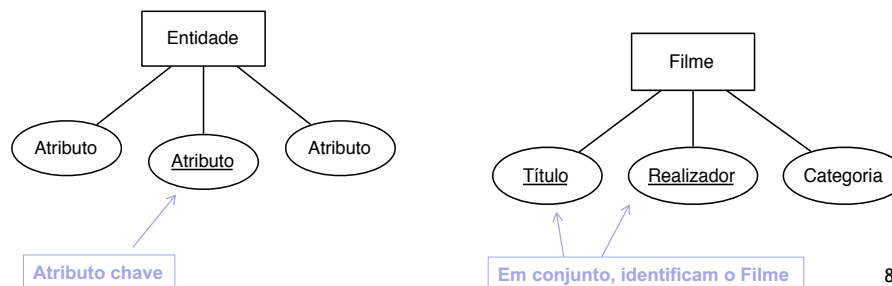 Entidade
Atributo
Atributo
Atributo
Atributo chave
Filme
Título
Realizador
Categoria
Em conjunto, identificam o Filme
8